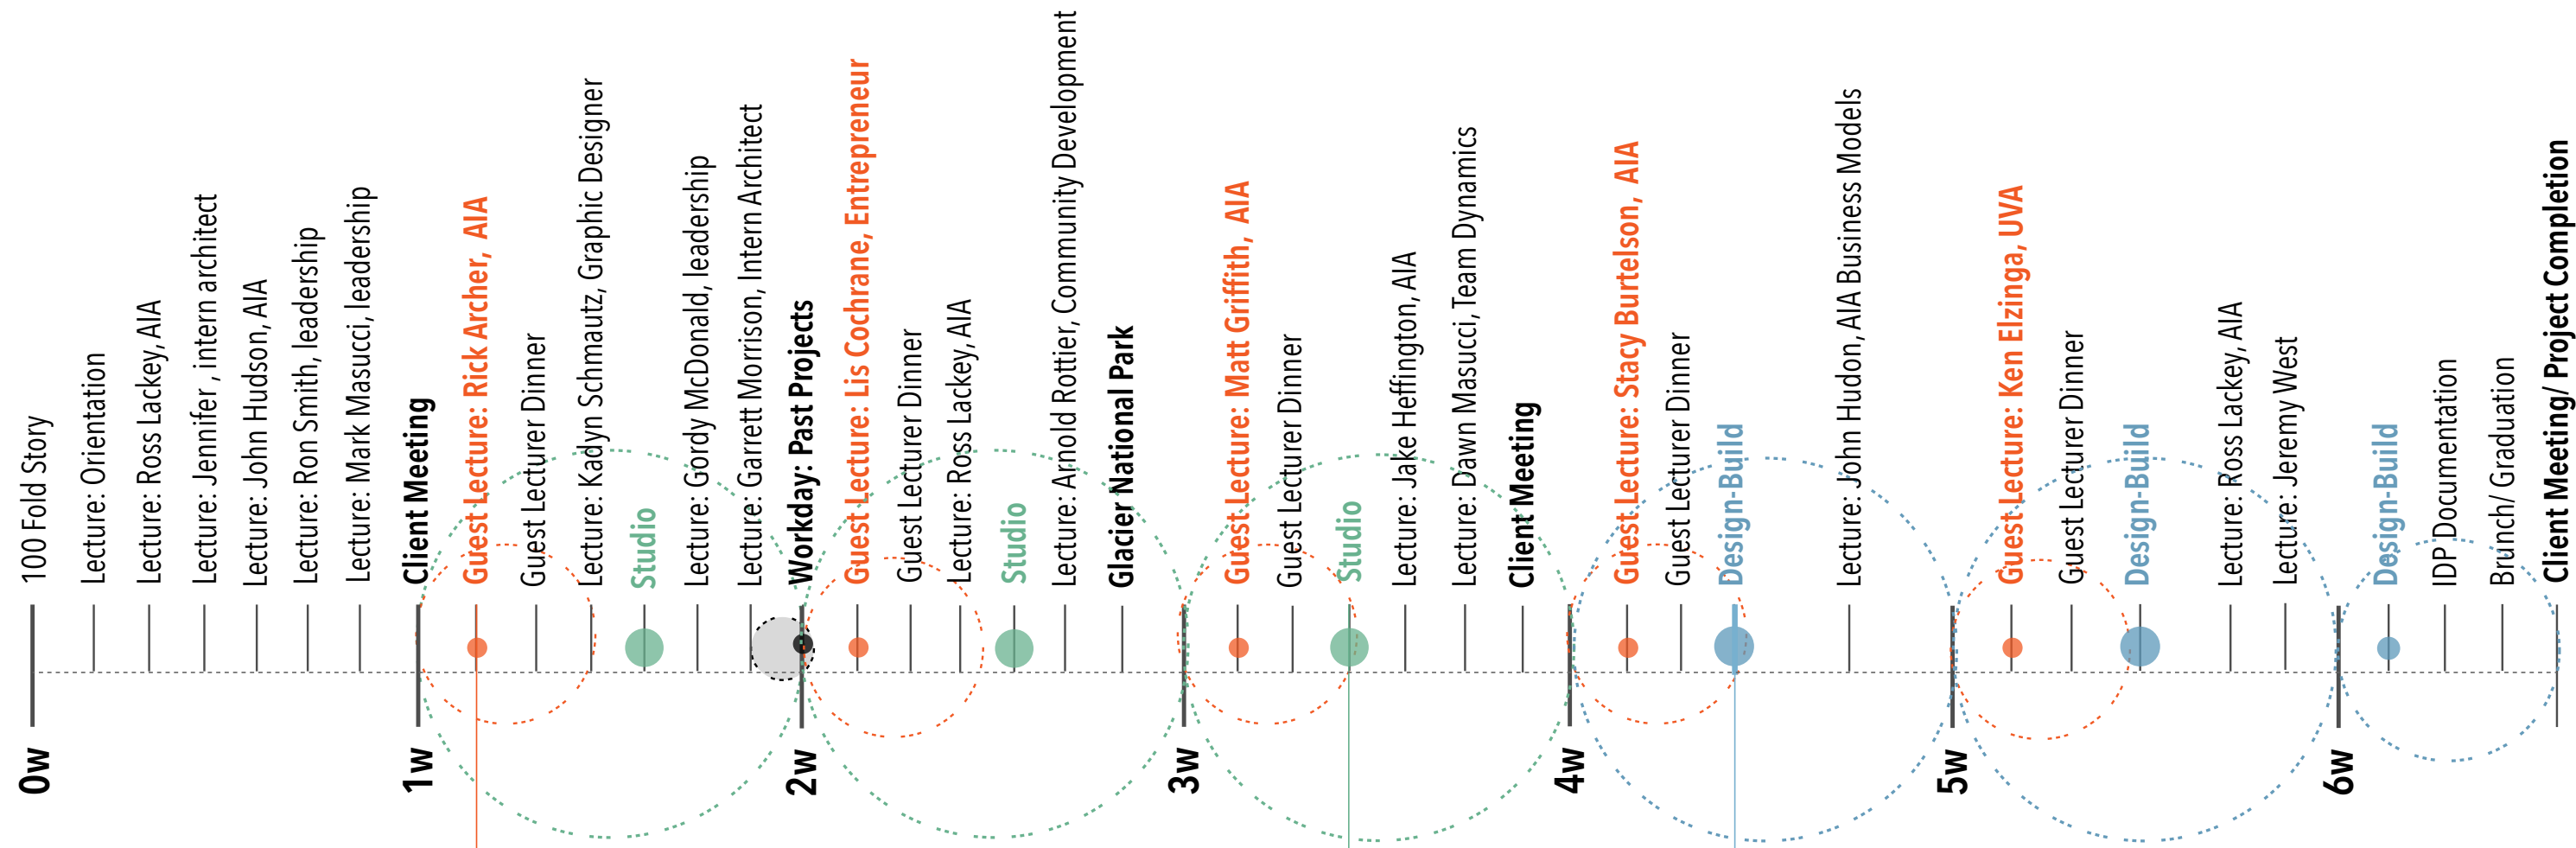 100 Fold Story
Lecture: Orientation
Lecture: Ross Lackey, AIA
Lecture: Jennifer , intern architect
Lecture: John Hudson, AIA
Lecture: Ron Smith, leadership
Lecture: Mark Masucci, leadership
Client Meeting
Guest Lecture: Rick Archer, AIA
Guest Lecturer Dinner
Lecture: Kadyn Schmautz, Graphic Designer
Studio
Lecture: Gordy McDonald, leadership
Lecture: Garrett Morrison, Intern Architect
Workday: Past Projects
Guest Lecture: Lis Cochrane, Entrepreneur
Guest Lecturer Dinner
Lecture: Ross Lackey, AIA
Studio
Lecture: Arnold Rottier, Community Development
Glacier National Park
Guest Lecture: Matt Griffith, AIA
Guest Lecturer Dinner
Studio
Lecture: Jake Heffington, AIA
Lecture: Dawn Masucci, Team Dynamics
Client Meeting
Guest Lecture: Stacy Burtelson, AIA
Guest Lecturer Dinner
Design-Build
Lecture: John Hudon, AIA Business Models
Guest Lecture: Ken Elzinga, UVA
Guest Lecturer Dinner
Design-Build
Lecture: Ross Lackey, AIA
Lecture: Jeremy West
Design-Build
IDP Documentation
Brunch/ Graduation
Client Meeting/ Project Completion
0w
1w
2w
3w
4w
5w
6w